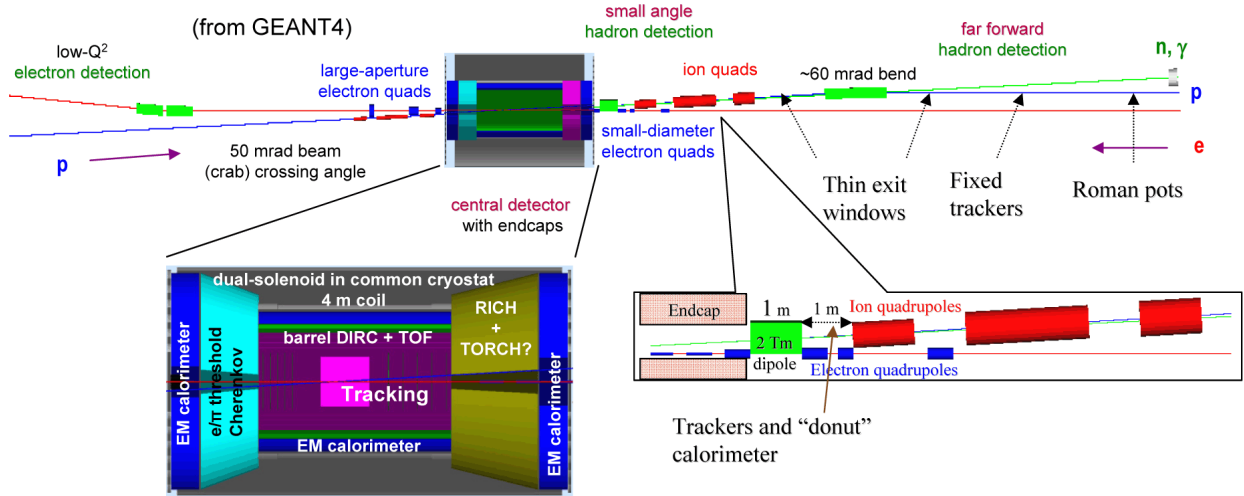 (from GEANT4)
low-Q²
electron detection
large-aperture
electron quads
small angle
hadron detection
ion quads
far forward
hadron detection
~60 mrad bend
n, γ
p
e
p
50 mrad beam
(crab) crossing angle
small-diameter
electron quads
central detector
with endcaps
Thin exit
windows
Fixed
trackers
Roman pots
dual-solenoid in common cryostat
4 m coil
barrel DIRC + TOF
Tracking
EM calorimeter
EM calorimeter
e/π threshold
Cherenkov
RICH
+
TORCH?
EM calorimeter
Endcap
1 m
1 m
Ion quadrupoles
2 Tm
dipole
Electron quadrupoles
Trackers and “donut”
calorimeter